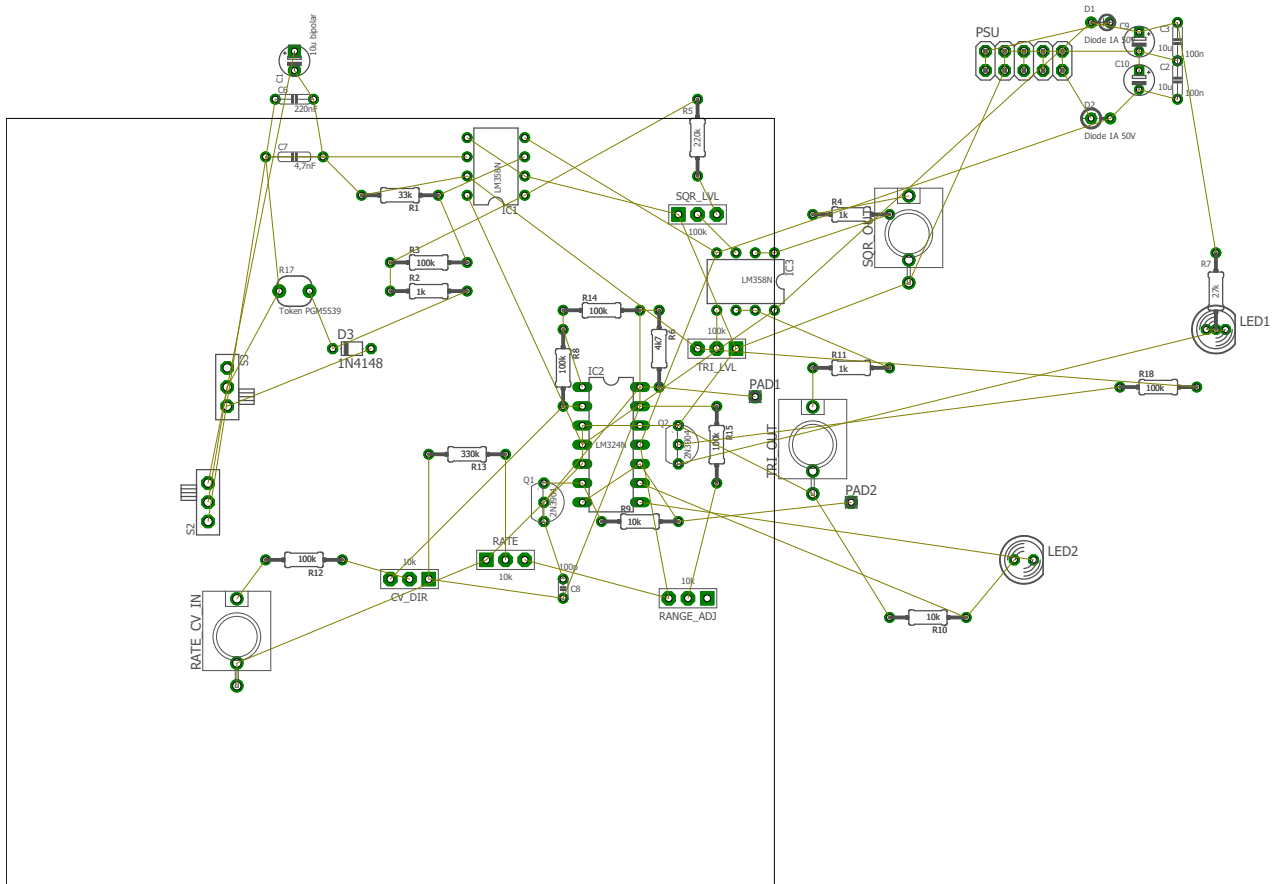 10u bipolar
C1
C6
220nF
C7
4,7nF
33k
R1
LM358N
IC1
R5
220k
SQR_LVL
100k
R3
100k
R2
1k
R17
Token PGM5539
D3
1N4148
S3
S2
R14
100k
R8
100k
R6
4k7
100k
TRI_LVL
LM358N
IC3
R4
1k
SQR_OUT
PSU
D1
Diode 1A 50V
C9
10u
C3
100n
C10
10u
C2
100n
D2
Diode 1A 50V
R7
27k
LED1
R11
1k
R18
100k
IC2
LM324N
PAD1
Q2
2N3904
R15
100k
TRI_OUT
PAD2
330k
R13
Q1
2N3904
R9
10k
LED2
RATE
10k
100k
R12
10k
CV_DIR
100p
C8
10k
RANGE_ADJ
10k
R10
RATE_CV_IN